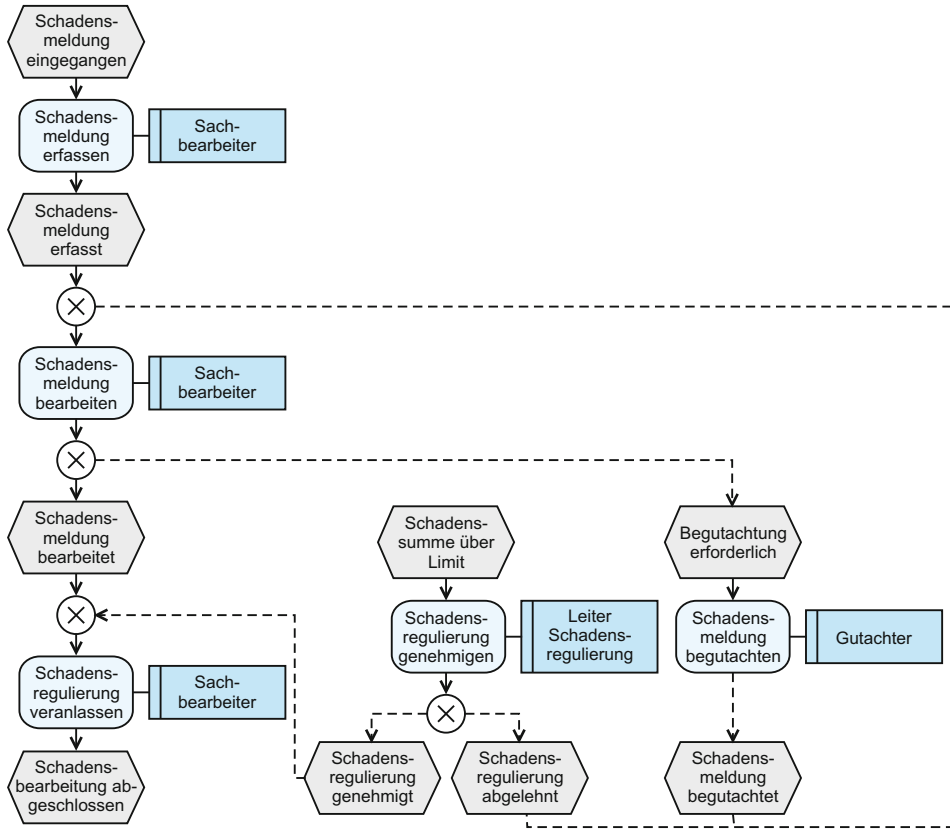 Schadens-
meldung
eingegangen
Schadens-
meldung
erfassen
Sach-
bearbeiter
Schadens-
meldung
erfasst
Schadens-
meldung
bearbeiten
Sach-
bearbeiter
Schadens-
meldung
bearbeitet
Schadens-
summe über
Limit
Begutachtung
erforderlich
Schadens-
regulierung
genehmigen
Leiter
Schadens-
regulierung
Schadens-
meldung
begutachten
Gutachter
Schadens-
regulierung
veranlassen
Sach-
bearbeiter
Schadens-
bearbeitung ab-
geschlossen
Schadens-
regulierung
genehmigt
Schadens-
regulierung
abgelehnt
Schadens-
meldung
begutachtet